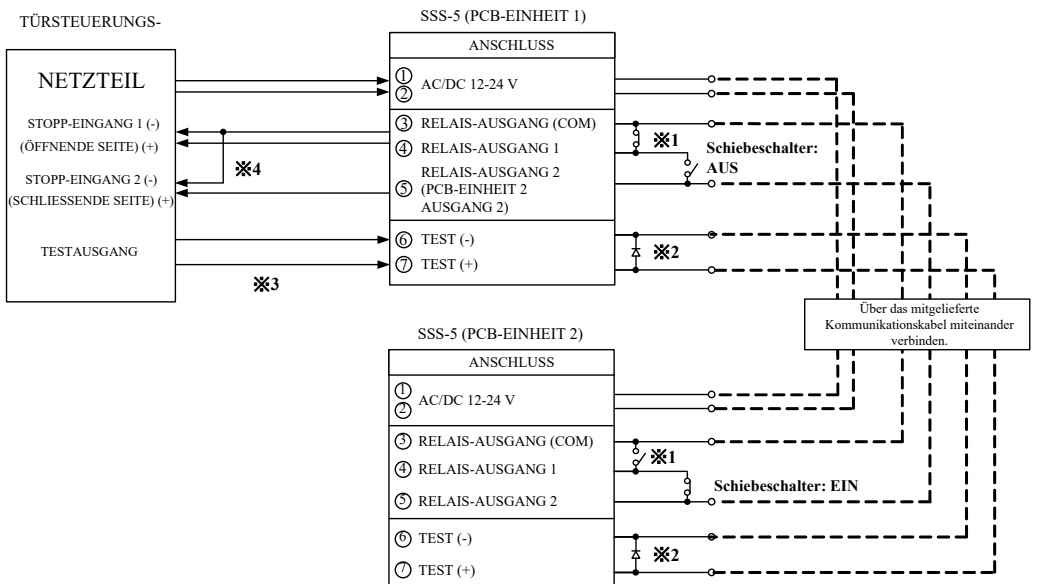 TÜRSTEUERUNGS-
NETZTEIL
STOPP-EINGANG 1 (-)
(ÖFFNENDE SEITE) (+)
STOPP-EINGANG 2 (-)
(SCHLIESSENDE SEITE) (+)
TESTAUSGANG
※4
※3
SSS-5 (PCB-EINHEIT 1)
ANSCHLUSS
①
②
AC/DC 12-24 V
③ RELAIS-AUSGANG (COM)
④ RELAIS-AUSGANG 1
RELAIS-AUSGANG 2
⑤ (PCB-EINHEIT 2
AUSGANG 2)
⑥ TEST (-)
⑦ TEST (+)
※1
Schiebeschalter:
AUS
※2
Über das mitgelieferte
Kommunikationskabel miteinander
verbinden.
SSS-5 (PCB-EINHEIT 2)
ANSCHLUSS
①
②
AC/DC 12-24 V
③ RELAIS-AUSGANG (COM)
④ RELAIS-AUSGANG 1
⑤ RELAIS-AUSGANG 2
⑥ TEST (-)
⑦ TEST (+)
※1
Schiebeschalter: EIN
※2